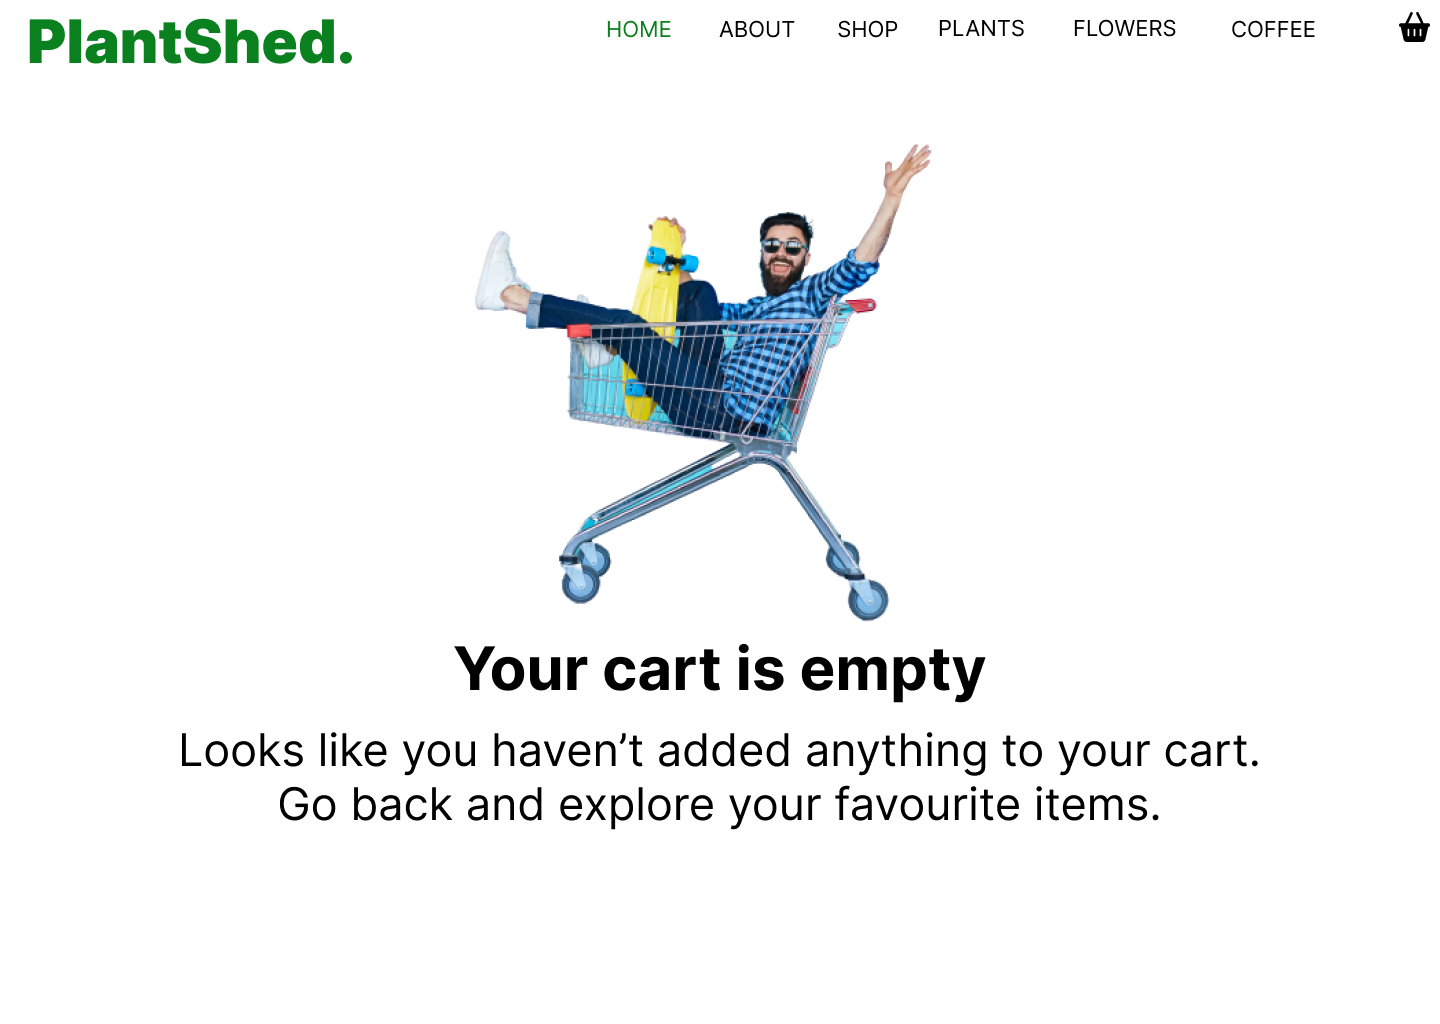 PlantShed.
HOME ABOUT SHOP PLANTS FLOWERS COFFEE
Your cart is empty
Looks like you haven’t added anything to your cart.
Go back and explore your favourite items.